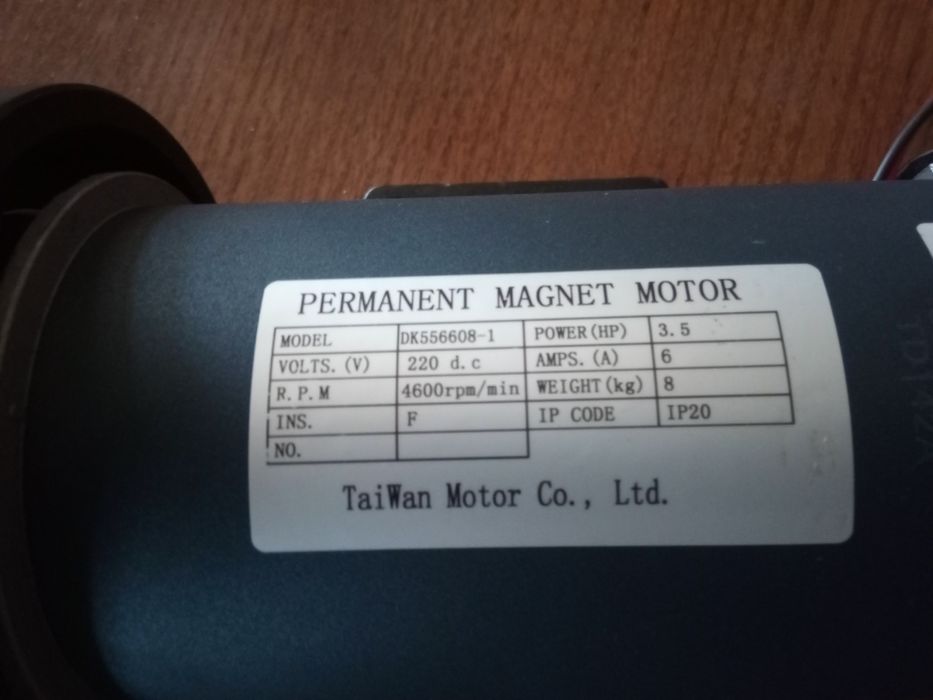 PERMANENT MAGNET MOTOR
MODEL DK556608-1 POWER(HP) 3.5
VOLTS.(V) 220 d.c AMPS.(A) 6
R.P.M 4600rpm/min WEIGHT(kg) 8
INS. F IP CODE IP20
NO.
TaiWan Motor Co., Ltd.